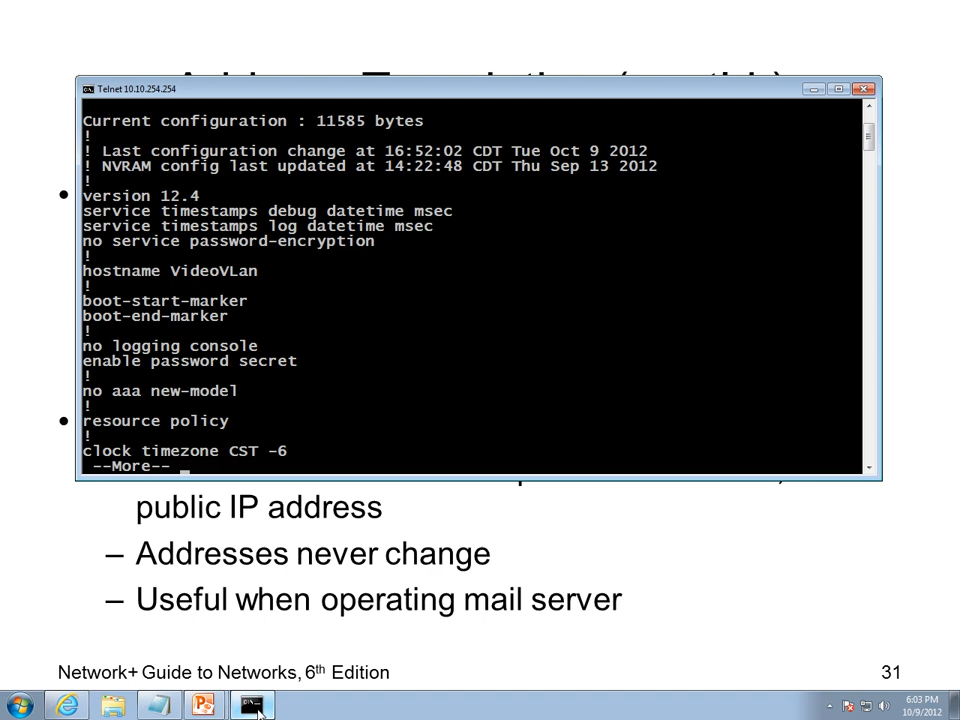 Telnet 10.10.254.254
Current configuration : 11585 bytes
!
! Last configuration change at 16:52:02 CDT Tue Oct 9 2012
! NVRAM config last updated at 14:22:48 CDT Thu Sep 13 2012
!
version 12.4
service timestamps debug datetime msec
service timestamps log datetime msec
no service password-encryption
!
hostname VideoVLan
!
boot-start-marker
boot-end-marker
!
no logging console
enable password secret
!
no aaa new-model
!
resource policy
!
clock timezone CST -6
--More--
public IP address
– Addresses never change
– Useful when operating mail server
Network+ Guide to Networks, 6th Edition
31
6:03 PM
10/9/2012